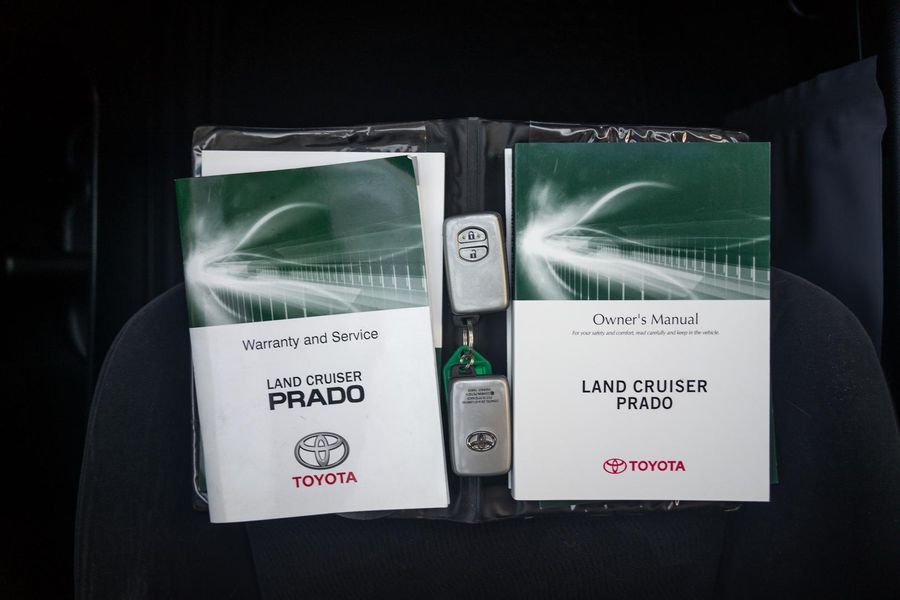 Warranty and Service
LAND CRUISER
PRADO
TOYOTA
Owner's Manual
For your safety and comfort, read carefully and keep in the vehicle.
LAND CRUISER
PRADO
TOYOTA